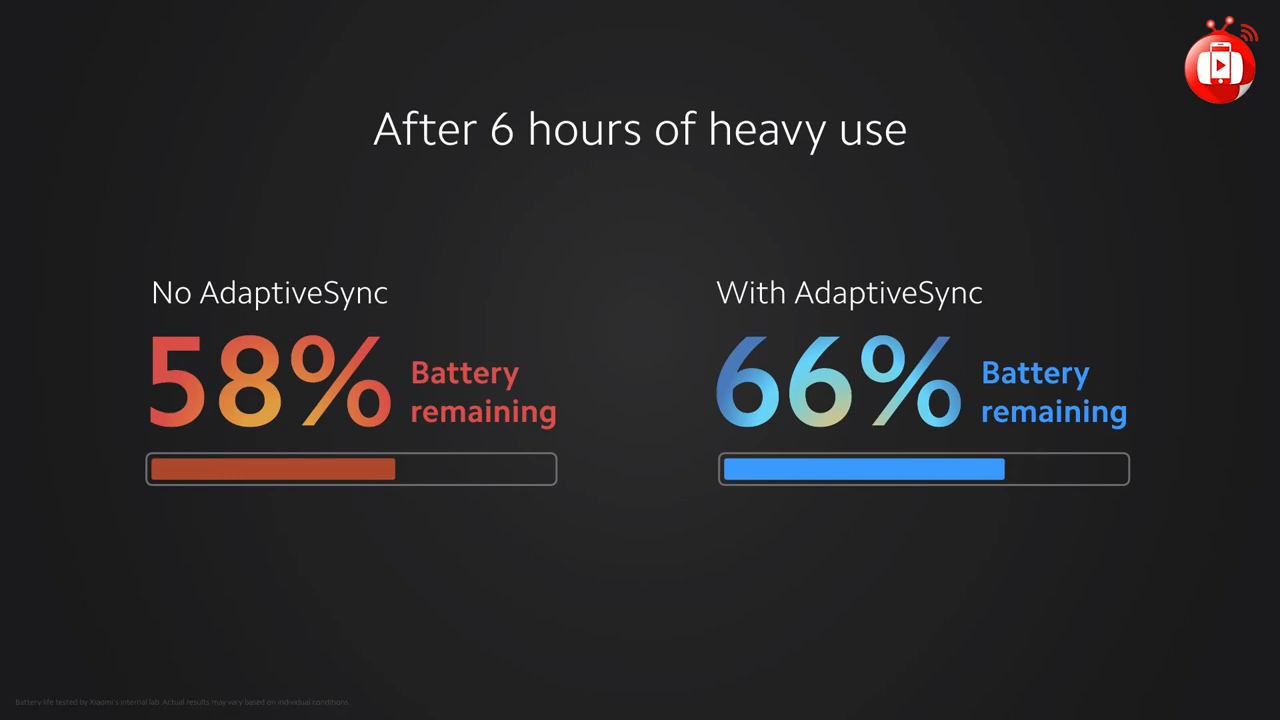 After 6 hours of heavy use
No AdaptiveSync
58% Battery remaining
With AdaptiveSync
66% Battery remaining
Battery life tested by Xiaomi's internal lab. Actual results may vary based on individual conditions.